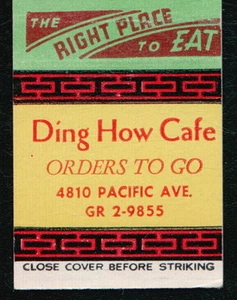 THE RIGHT PLACE TO EAT
Ding How Cafe
ORDERS TO GO
4810 PACIFIC AVE.
GR 2-9855
CLOSE COVER BEFORE STRIKING